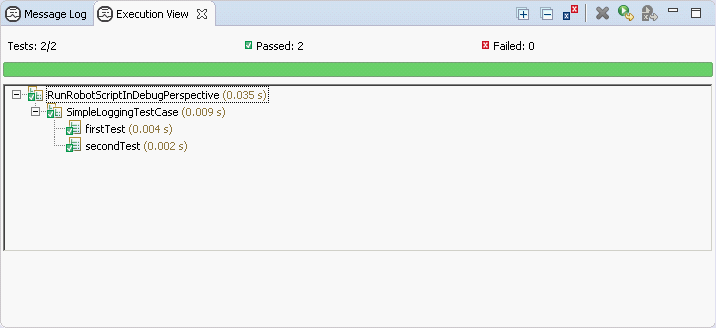 Message Log
Execution View
Tests: 2/2
Passed: 2
Failed: 0
RunRobotScriptInDebugPerspective (0.035 s)
SimpleLoggingTestCase (0.009 s)
firstTest (0.004 s)
secondTest (0.002 s)